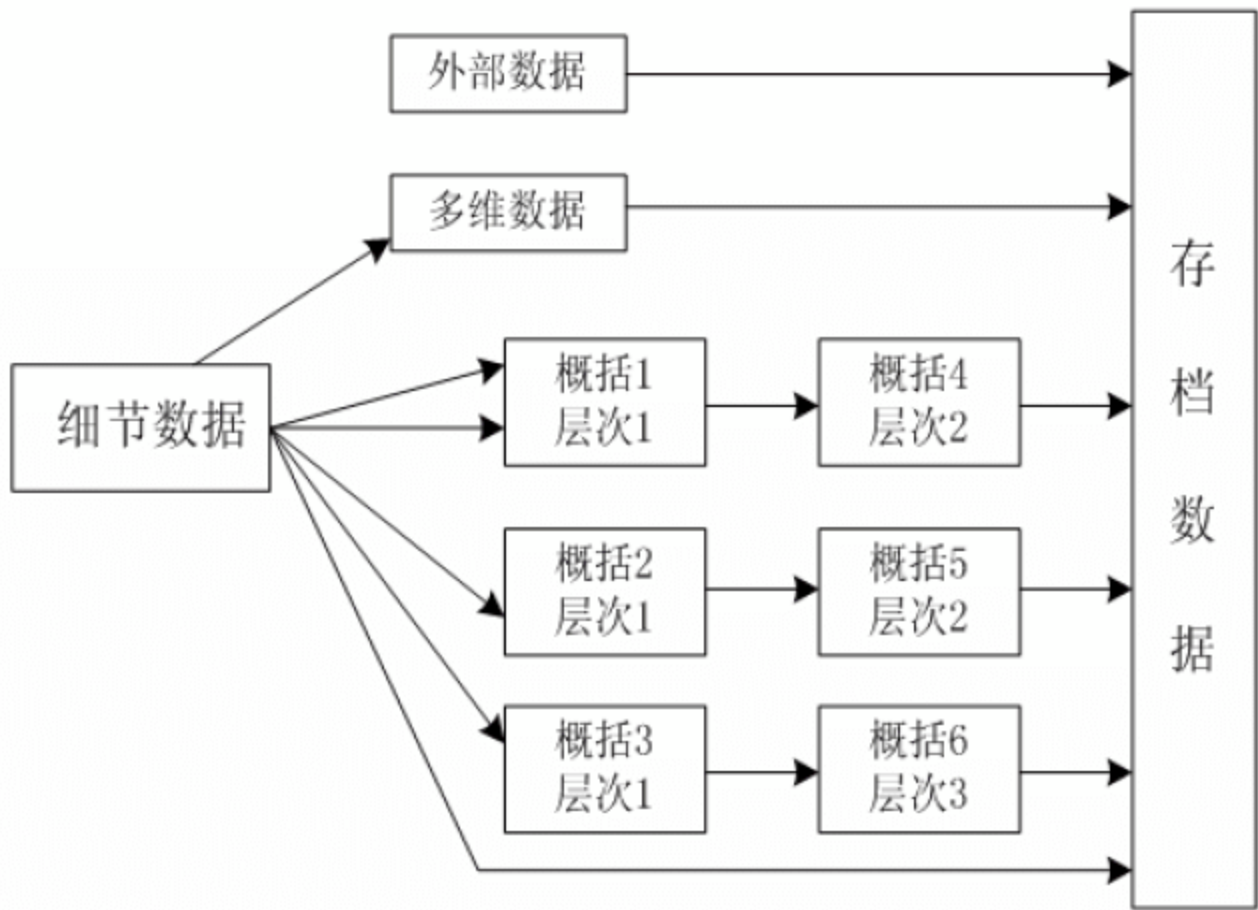 外部数据
多维数据
细节数据
概括1
层次1
概括4
层次2
概括2
层次1
概括5
层次2
概括3
层次1
概括6
层次3
存
档
数
据